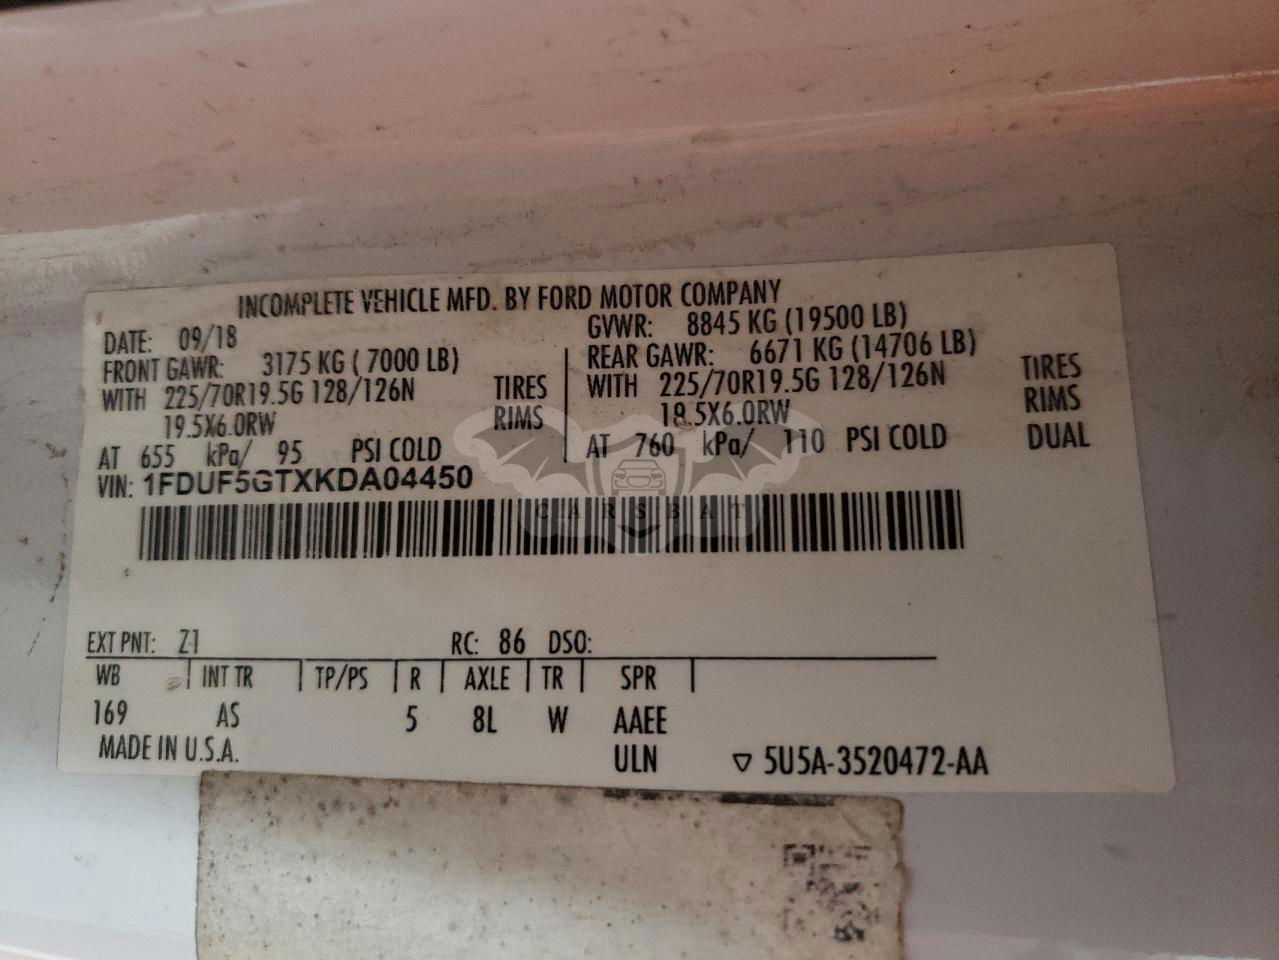 INCOMPLETE VEHICLE MFD. BY FORD MOTOR COMPANY
DATE: 09/18 GVWR: 8845 KG (19500 LB)
FRONT GAWR: 3175 KG ( 7000 LB) REAR GAWR: 6671 KG (14706 LB)
WITH 225/70R19.5G 128/126N TIRES WITH 225/70R19.5G 128/126N TIRES
19.5X6.0RW RIMS 19.5X6.0RW RIMS
AT 655 kPa/ 95 PSI COLD AT 760 kPa/ 110 PSI COLD DUAL
VIN: 1FDUF5GTXKDA04450
CARSBAT
EXT PNT: Z1 RC: 86 DSO:
WB INT TR TP/PS R AXLE TR SPR
169 AS 5 8L W AAEE
MADE IN U.S.A. ULN ▽ 5U5A-3520472-AA